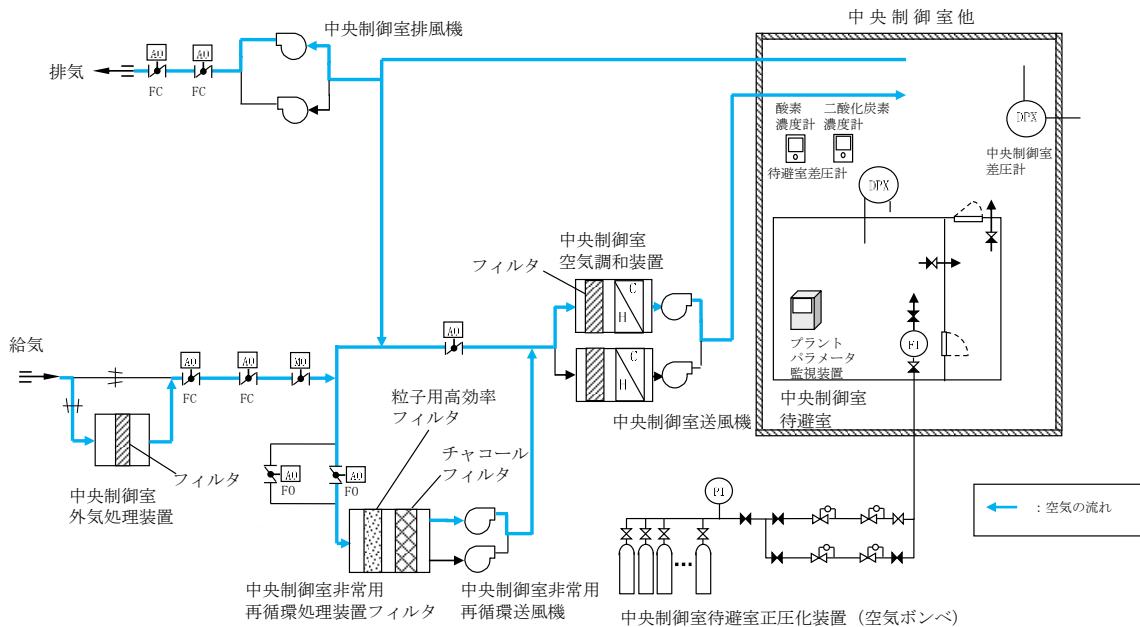 中央制御室他
中央制御室排風機
AO
AO
排気
FC
FC
酸素
濃度計
二酸化炭素
濃度計
DPX
中央制御室
差圧計
待避室差圧計
DPX
中央制御室
空気調和装置
フィルタ
C
H
AO
給気
AO
AO
MO
FC
FC
C
H
FI
プラント
パラメータ
監視装置
中央制御室
待避室
中央制御室送風機
粒子用高効率
フィルタ
チャコール
フィルタ
フィルタ
AO
FO
AO
FO
中央制御室
外気処理装置
PI
:空気の流れ
中央制御室非常用
再循環処理装置フィルタ
中央制御室非常用
再循環送風機
中央制御室待避室正圧化装置(空気ボンベ)